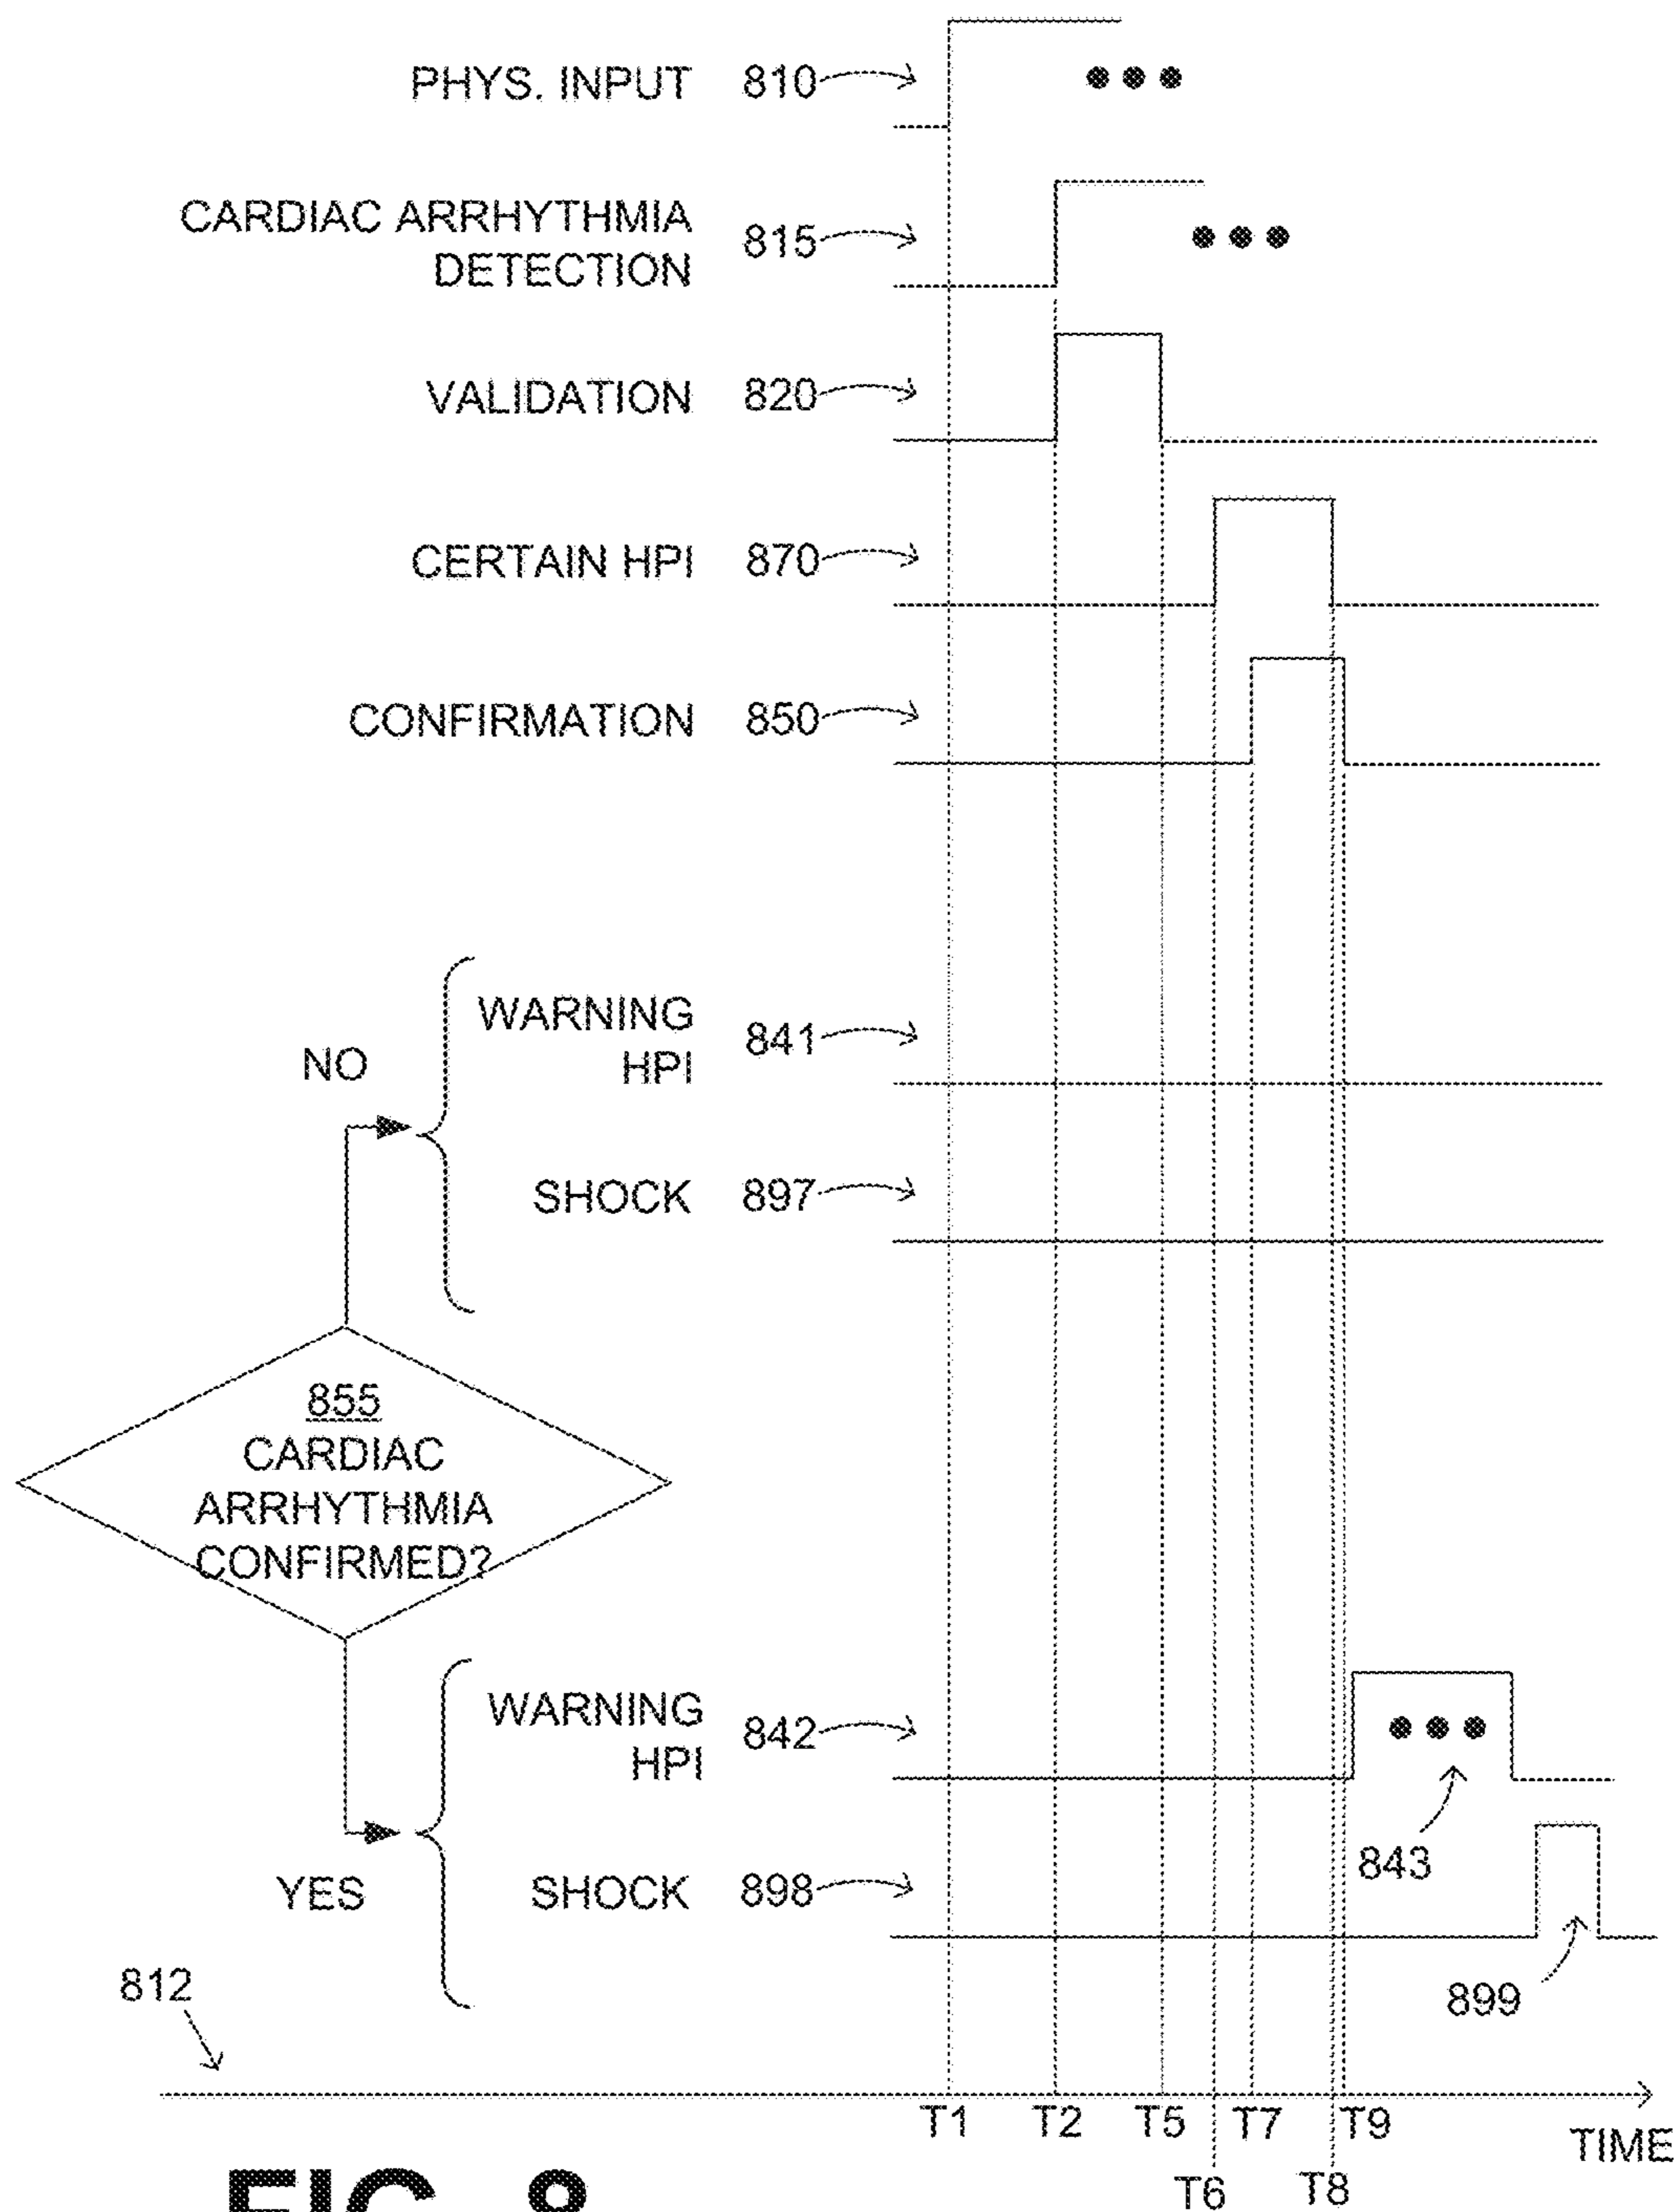 PHYS. INPUT 810
CARDIAC ARRHYTHMIA
DETECTION
815
VALIDATION 820
CERTAIN HPI 870
CONFIRMATION 850
NO
WARNING
HPI
841
SHOCK 897
855
CARDIAC
ARRHYTHMIA
CONFIRMED?
WARNING
HPI
842
843
YES
SHOCK 898
899
812
T1 T2 T5 T7 T9
TIME
T6 T8
FIG. 8